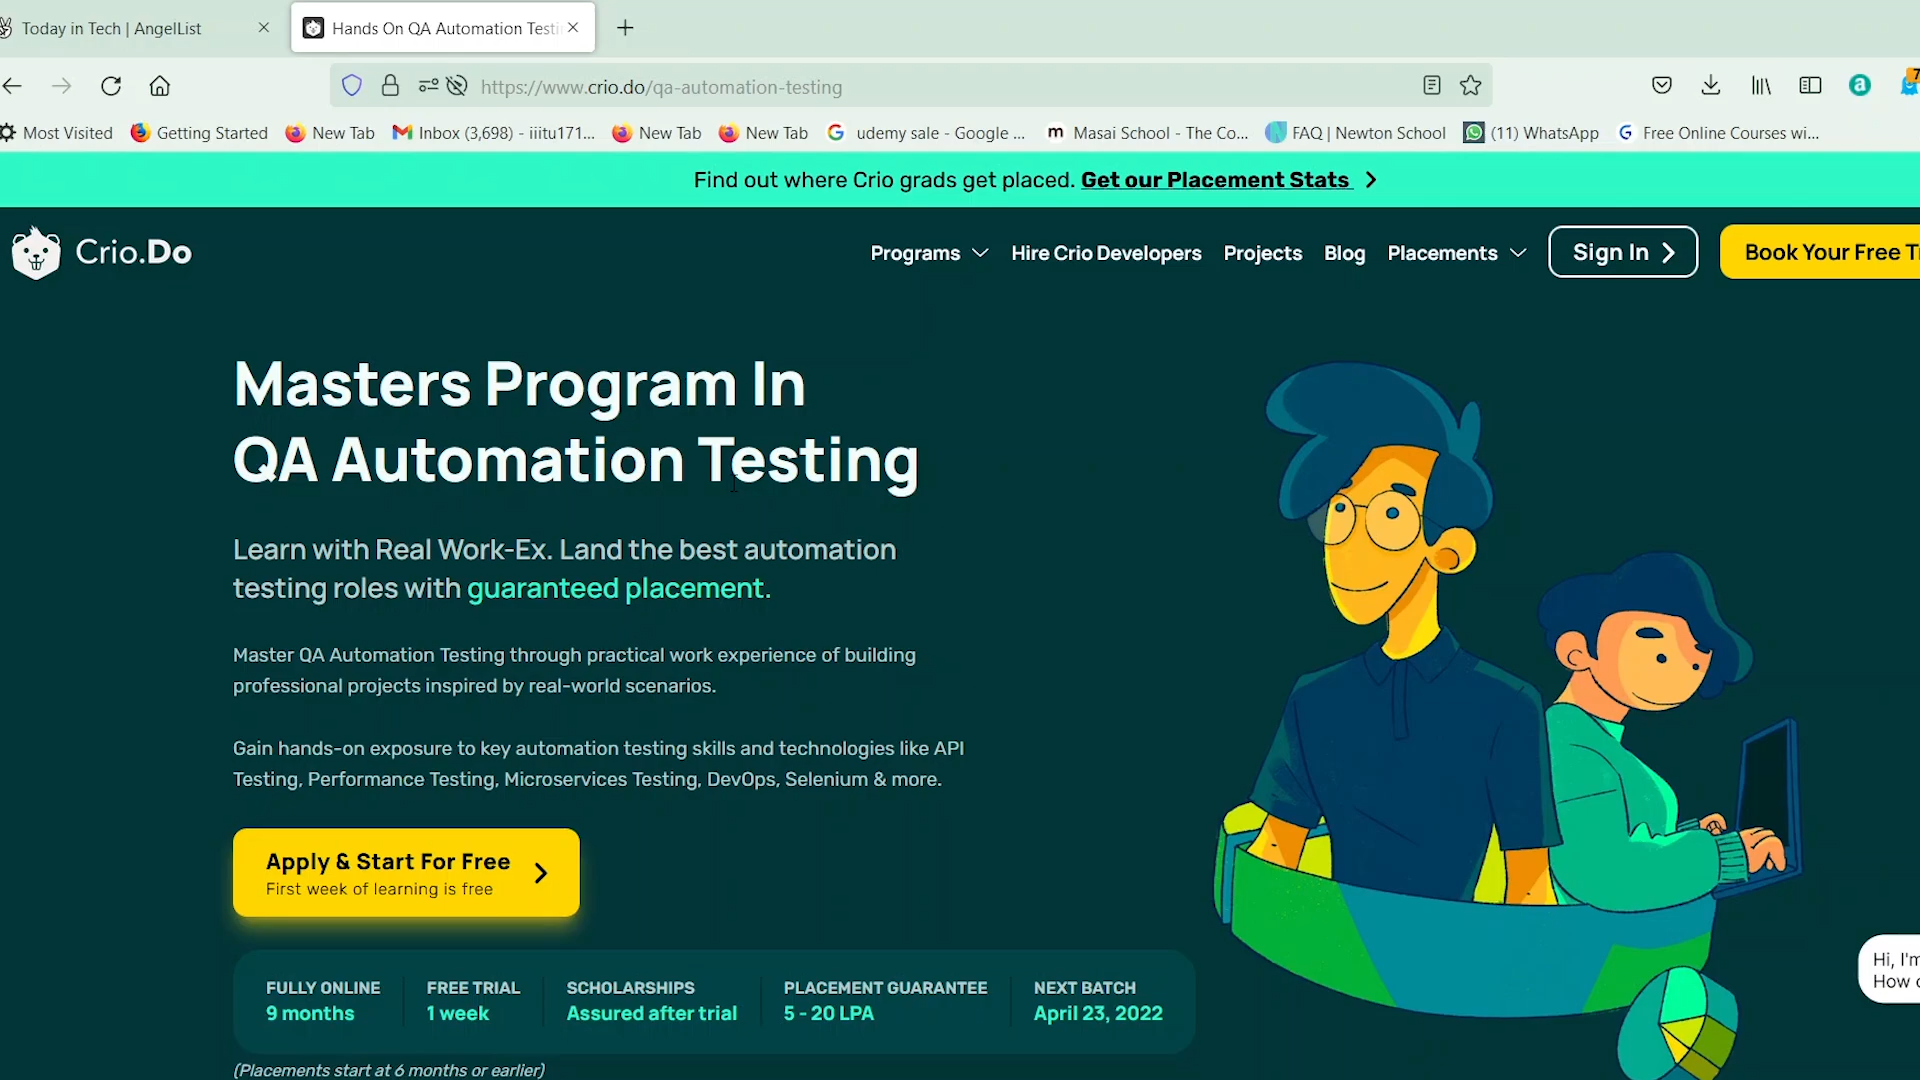 Today in Tech | AngelList
Hands On QA Automation Testi
https://www.crio.do/qa-automation-testing
7
Most Visited
Getting Started
New Tab
Inbox (3,698) - iiitu171...
New Tab
New Tab
udemy sale - Google ...
Masai School - The Co...
FAQ | Newton School
(11) WhatsApp
Free Online Courses wi...
Find out where Crio grads get placed. Get our Placement Stats
Crio.Do
Programs
Hire Crio Developers
Projects
Blog
Placements
Sign In
Book Your Free
Masters Program In
QA Automation Testing
Learn with Real Work-Ex. Land the best automation
testing roles with guaranteed placement.
Master QA Automation Testing through practical work experience of building
professional projects inspired by real-world scenarios.
Gain hands-on exposure to key automation testing skills and technologies like API
Testing, Performance Testing, Microservices Testing, DevOps, Selenium & more.
Apply & Start For Free
First week of learning is free
FULLY ONLINE
9 months
FREE TRIAL
1 week
SCHOLARSHIPS
Assured after trial
PLACEMENT GUARANTEE
5 - 20 LPA
NEXT BATCH
April 23, 2022
(Placements start at 6 months or earlier)
Hi, I'm
How